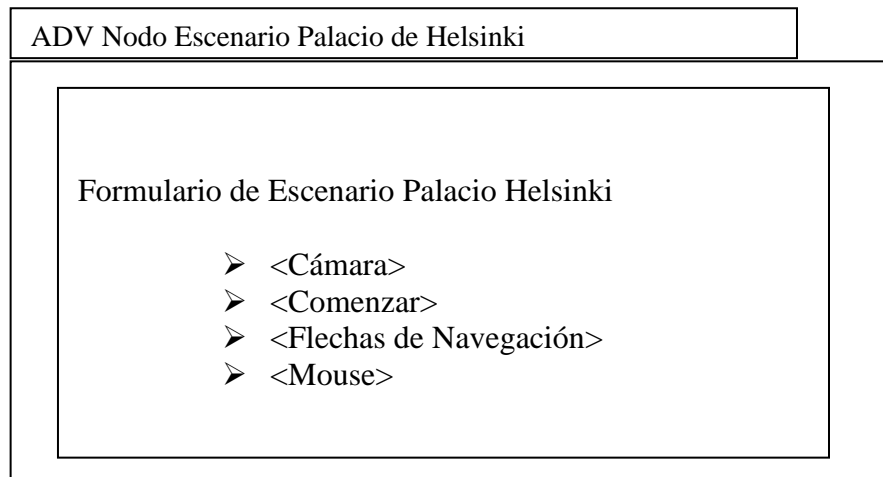 ADV Nodo Escenario Palacio de Helsinki
Formulario de Escenario Palacio Helsinki
➢ <Cámara>
➢ <Comenzar>
➢ <Flechas de Navegación>
➢ <Mouse>